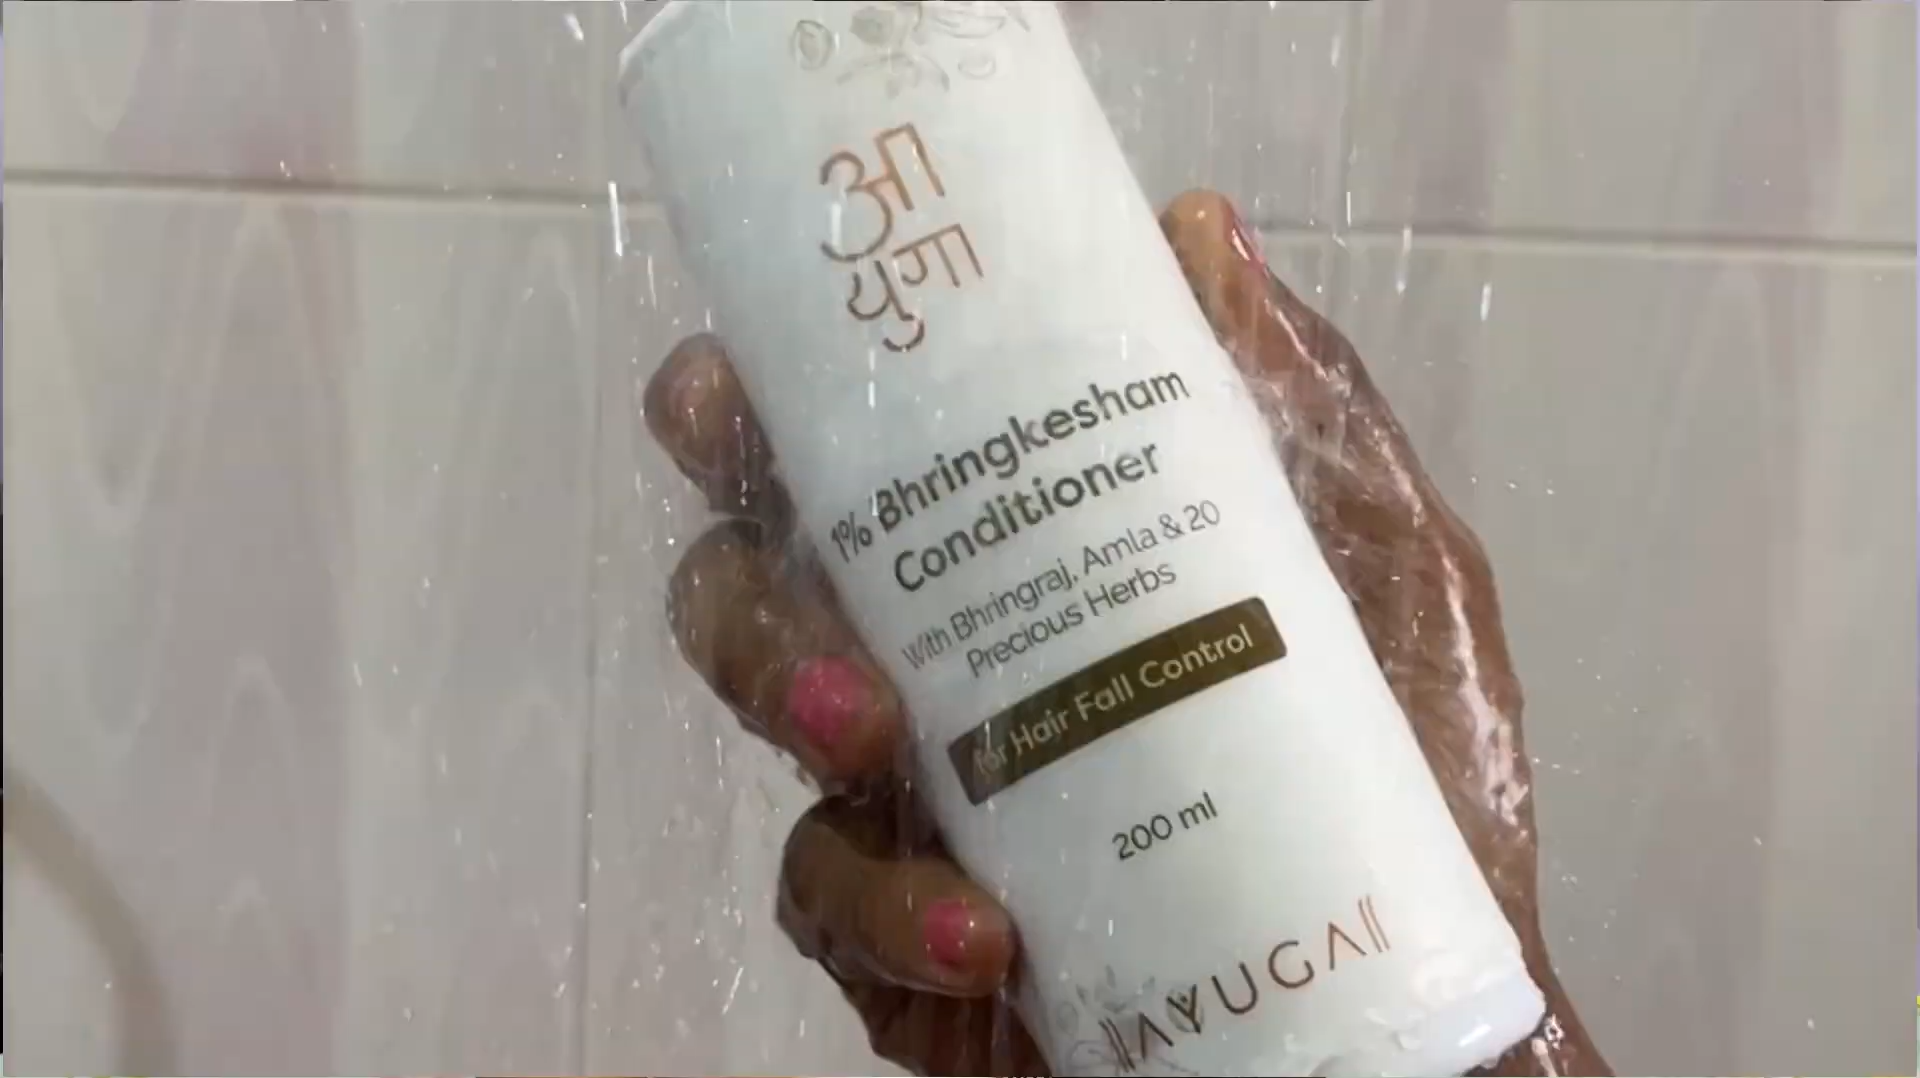 आ
युगा
1% Bhringkesham
Conditioner
With Bhringraj, Amla & 20
Precious Herbs
for Hair Fall Control
200 ml
AYUGA